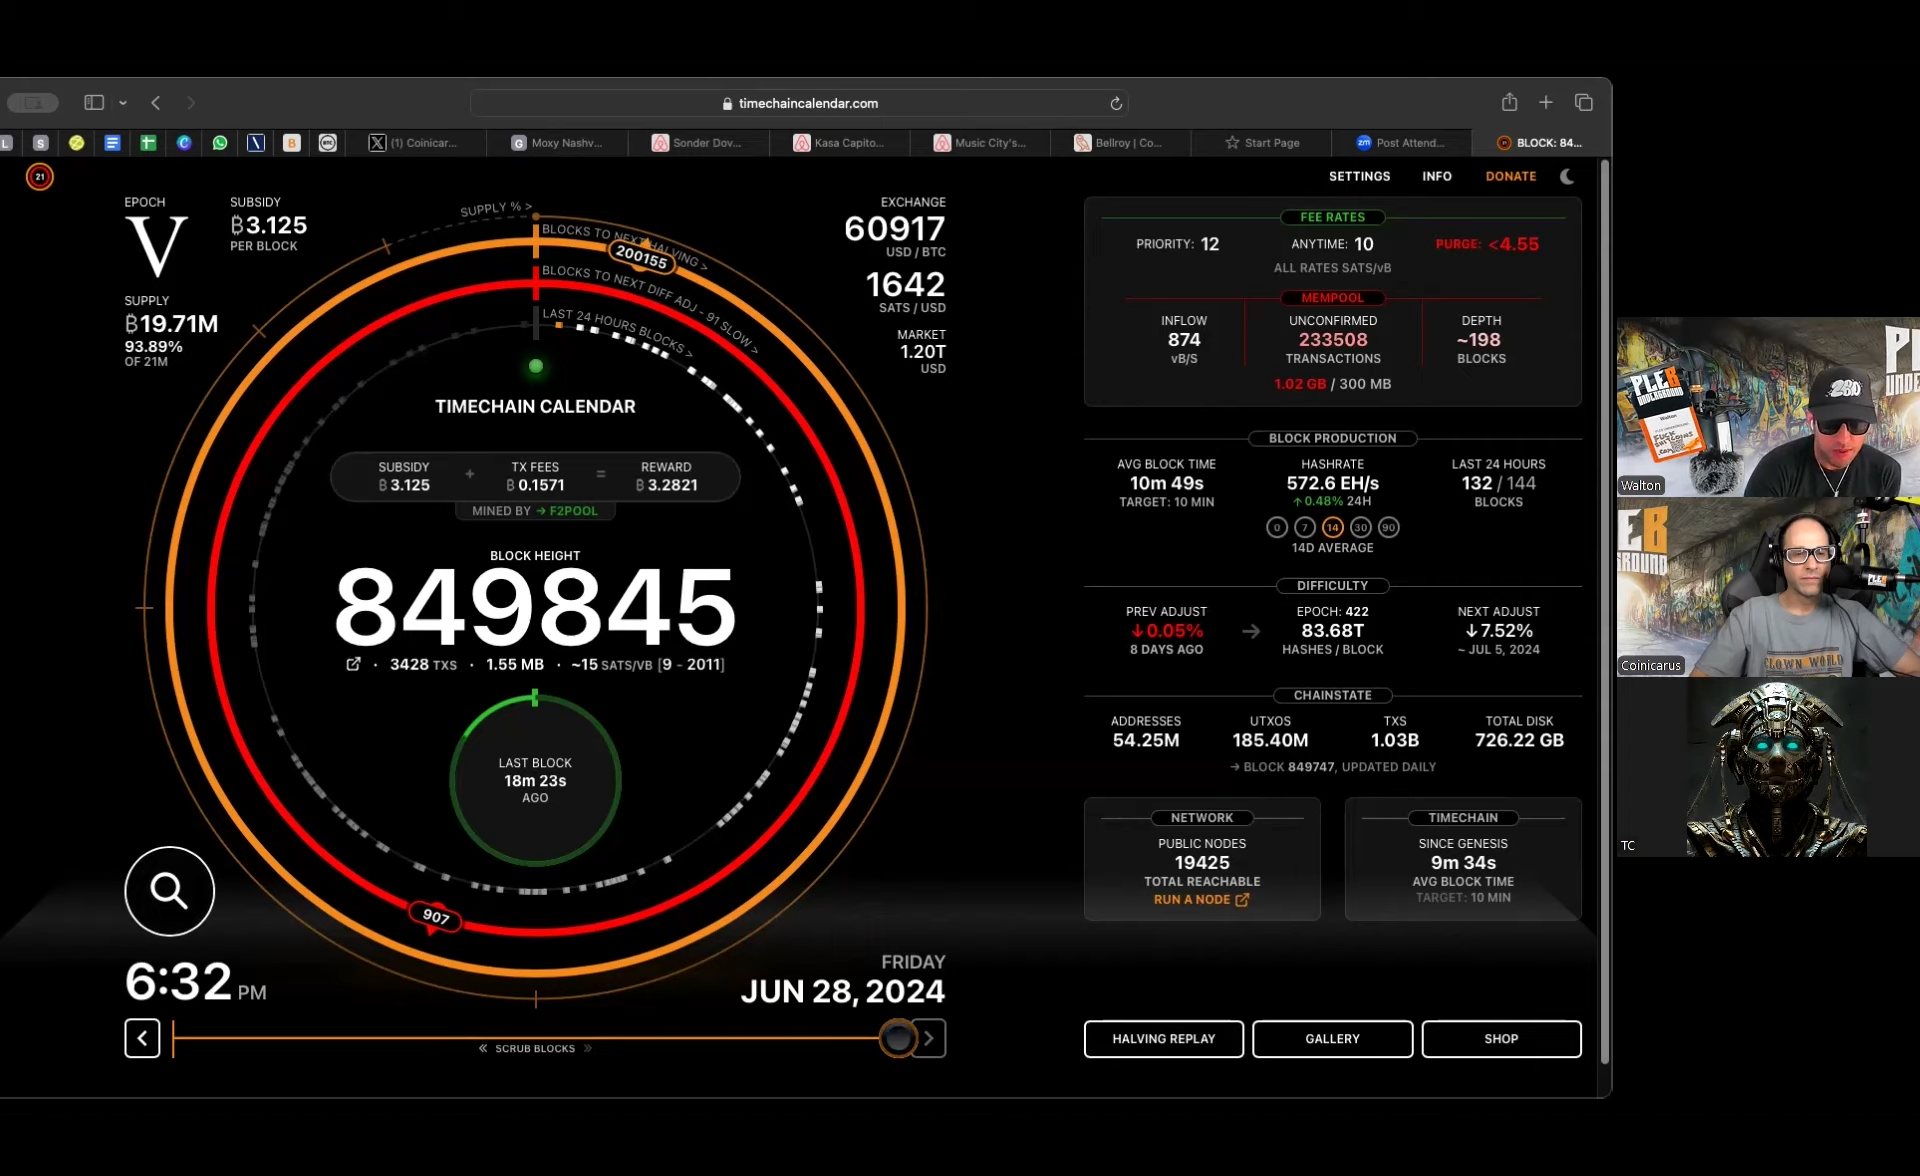 timechaincalendar.com
L
S
(1) Coinicar...
G
Moxy Nashv...
Sonder Dov...
Kasa Capito...
Music City's...
Bellroy | Co...
Start Page
zm
Post Attend...
BLOCK: 84...
21
SETTINGS
INFO
DONATE
EPOCH
V
SUBSIDY
₿3.125
PER BLOCK
SUPPLY
₿19.71M
93.89%
OF 21M
SUPPLY % >
BLOCKS TO NEXT HALVING >
200155
BLOCKS TO NEXT DIFF ADJ - 91 SLOW >
LAST 24 HOURS BLOCKS >
EXCHANGE
60917
USD / BTC
1642
SATS / USD
MARKET
1.20T
USD
TIMECHAIN CALENDAR
SUBSIDY + TX FEES = REWARD
₿ 3.125 ₿ 0.1571 ₿ 3.2821
MINED BY → F2POOL
BLOCK HEIGHT
849845
· 3428 TXS · 1.55 MB · ~15 SATS/VB [9 - 2011]
LAST BLOCK
18m 23s
AGO
907
6:32 PM
FRIDAY
JUN 28, 2024
< 
« SCRUB BLOCKS »
>
FEE RATES
PRIORITY: 12 ANYTIME: 10 PURGE: <4.55
ALL RATES SATS/vB
MEMPOOL
INFLOW UNCONFIRMED DEPTH
874 233508 ~198
vB/S TRANSACTIONS BLOCKS
1.02 GB / 300 MB
BLOCK PRODUCTION
AVG BLOCK TIME HASHRATE LAST 24 HOURS
10m 49s 572.6 EH/s 132 / 144
TARGET: 10 MIN ↑ 0.48% 24H BLOCKS
0 7 14 30 90
14D AVERAGE
DIFFICULTY
PREV ADJUST EPOCH: 422 NEXT ADJUST
↓0.05% → 83.68T ↓7.52%
8 DAYS AGO HASHES / BLOCK ~ JUL 5, 2024
CHAINSTATE
ADDRESSES UTXOS TXS TOTAL DISK
54.25M 185.40M 1.03B 726.22 GB
→ BLOCK 849747, UPDATED DAILY
NETWORK
PUBLIC NODES
19425
TOTAL REACHABLE
RUN A NODE
TIMECHAIN
SINCE GENESIS
9m 34s
AVG BLOCK TIME
TARGET: 10 MIN
HALVING REPLAY
GALLERY
SHOP
PLEB
UNDERGROUND
Walton
Walton
Coinicarus
CLOWN WORLD
TC